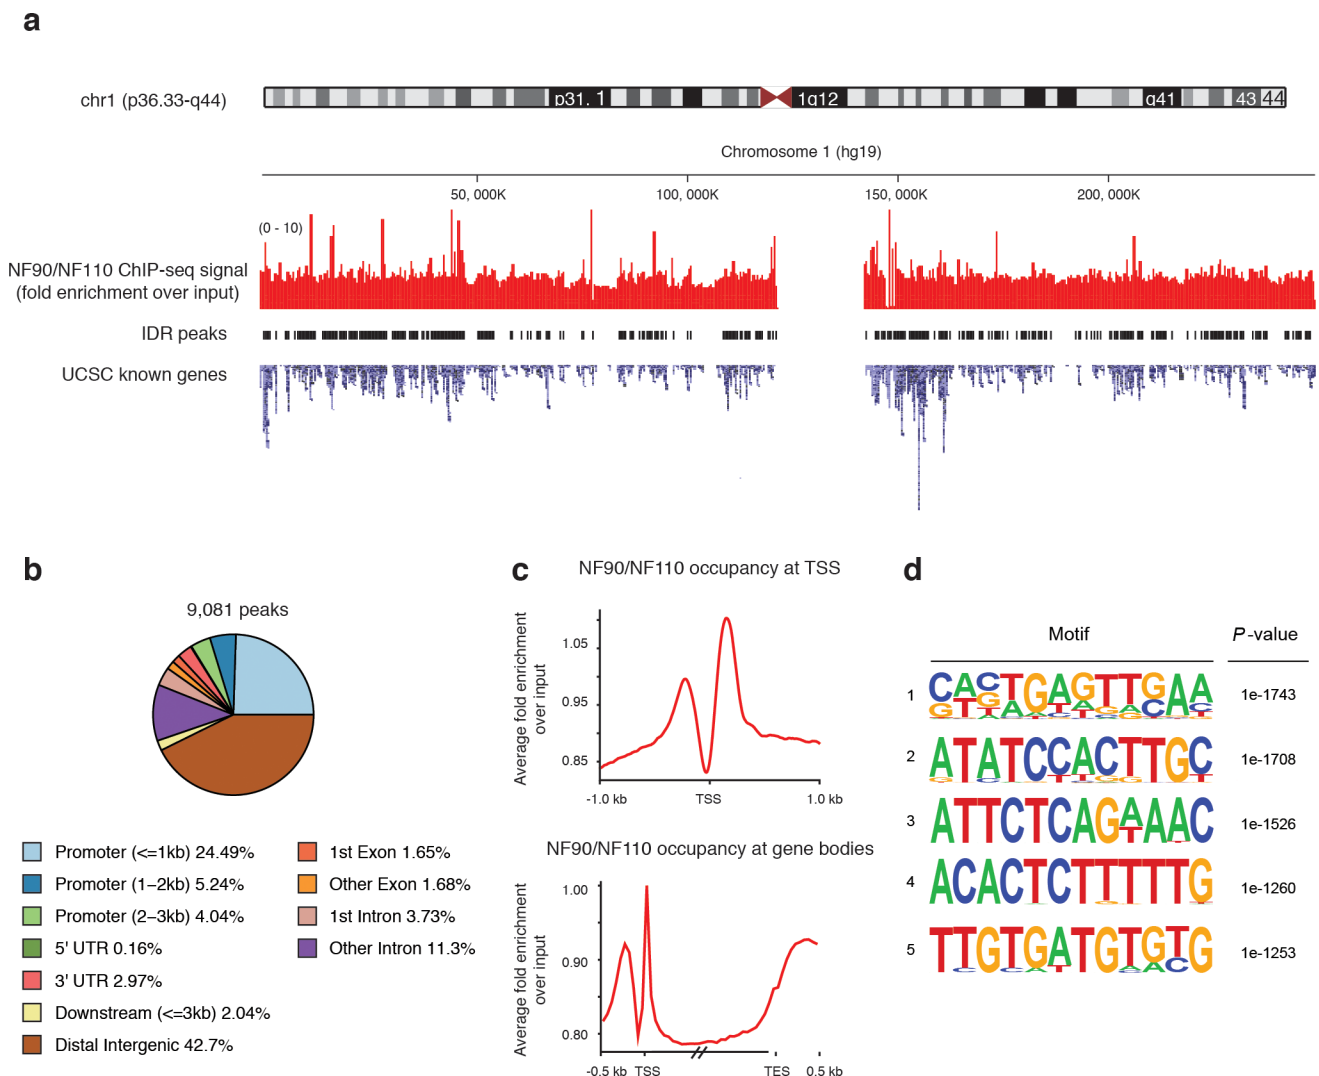 a
chr1 (p36.33-q44)
p31. 1
1q12
q41
43
44
Chromosome 1 (hg19)
50, 000K
100, 000K
150, 000K
200, 000K
(0 - 10)
NF90/NF110 ChIP-seq signal
(fold enrichment over input)
IDR peaks
UCSC known genes
b
9,081 peaks
Promoter (<=1kb) 24.49%
Promoter (1–2kb) 5.24%
Promoter (2–3kb) 4.04%
5' UTR 0.16%
3' UTR 2.97%
Downstream (<=3kb) 2.04%
Distal Intergenic 42.7%
1st Exon 1.65%
Other Exon 1.68%
1st Intron 3.73%
Other Intron 11.3%
c
NF90/NF110 occupancy at TSS
Average fold enrichment
over input
1.05
0.95
0.85
-1.0 kb
TSS
1.0 kb
NF90/NF110 occupancy at gene bodies
Average fold enrichment
over input
1.00
0.90
0.80
-0.5 kb
TSS
TES
0.5 kb
d
Motif
P-value
1
CACTGAGTTGAA
1e-1743
2
ATATCCACTTGC
1e-1708
3
ATTCTCAGAAAC
1e-1526
4
ACACTCTTTTTG
1e-1260
5
TTGTGATGTGTG
1e-1253